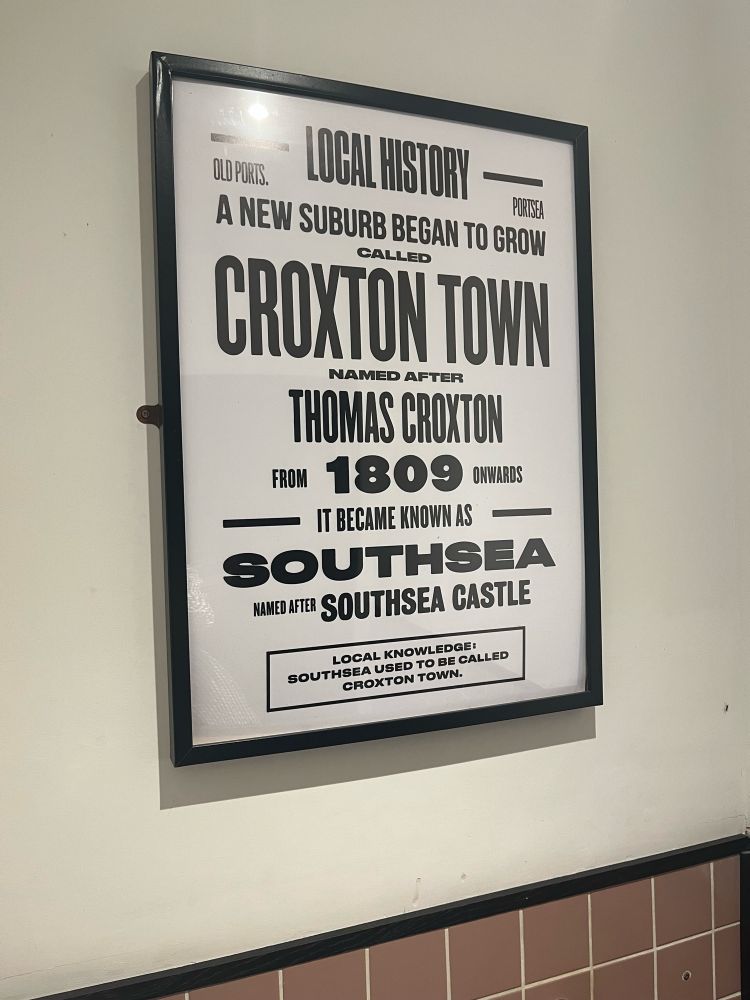 LOCAL HISTORY
OLD PORTS.
PORTSEA
A NEW SUBURB BEGAN TO GROW
CALLED
CROXTON TOWN
NAMED AFTER
THOMAS CROXTON
FROM 1809 ONWARDS
IT BECAME KNOWN AS
SOUTHSEA
NAMED AFTER SOUTHSEA CASTLE
LOCAL KNOWLEDGE:
SOUTHSEA USED TO BE CALLED
CROXTON TOWN.